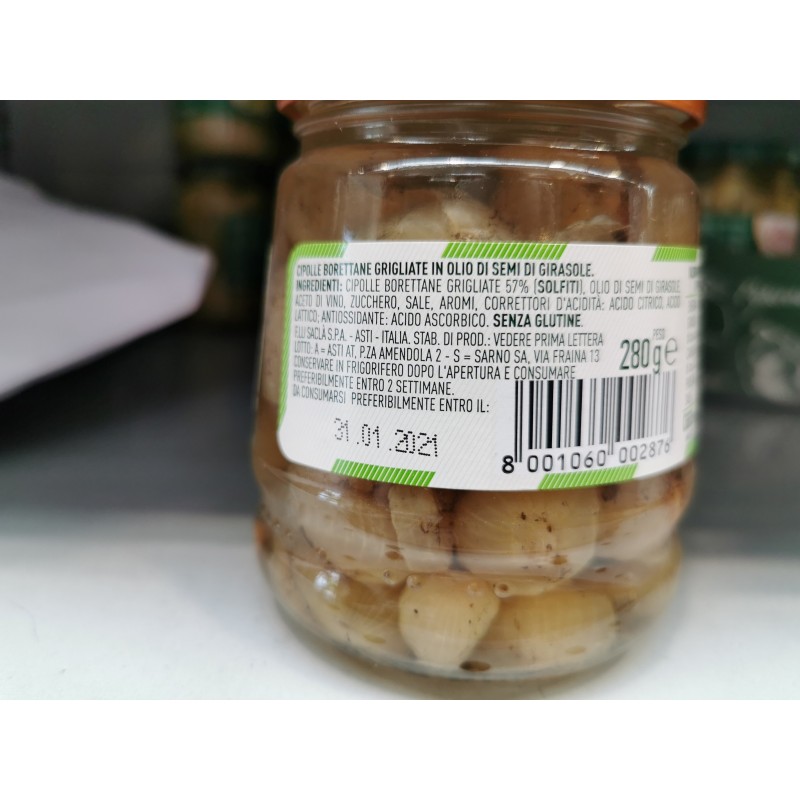 CIPOLLE BORETTANE GRIGLIATE IN OLIO DI SEMI DI GIRASOLE.
INGREDIENTI: CIPOLLE BORETTANE GRIGLIATE 57% (SOLFITI), OLIO DI SEMI DI GIRASOLE,
ACETO DI VINO, ZUCCHERO, SALE, AROMI, CORRETTORI D'ACIDITÀ: ACIDO CITRICO, ACIDO
LATTICO; ANTIOSSIDANTE: ACIDO ASCORBICO. SENZA GLUTINE.
F.LLI SACLÀ S.P.A. - ASTI - ITALIA. STAB. DI PROD.: VEDERE PRIMA LETTERA
LOTTO: A = ASTI AT, P.ZA AMENDOLA 2 - S = SARNO SA, VIA FRAINA 13
CONSERVARE IN FRIGORIFERO DOPO L'APERTURA E CONSUMARE
PREFERIBILMENTE ENTRO 2 SETTIMANE.
DA CONSUMARSI PREFERIBILMENTE ENTRO IL:
31.01.2021
PESO
280 g e
8 001060 002876